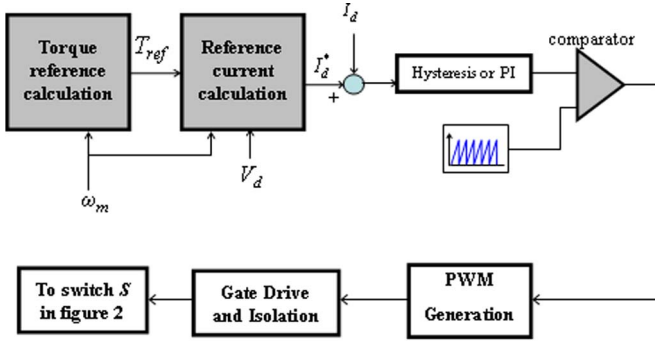 Torque
reference
calculation
T_ref
Reference
current
calculation
I_d
I_d^*
+
Hysteresis or PI
comparator
ω_m
V_d
To switch S
in figure 2
Gate Drive
and Isolation
PWM
Generation